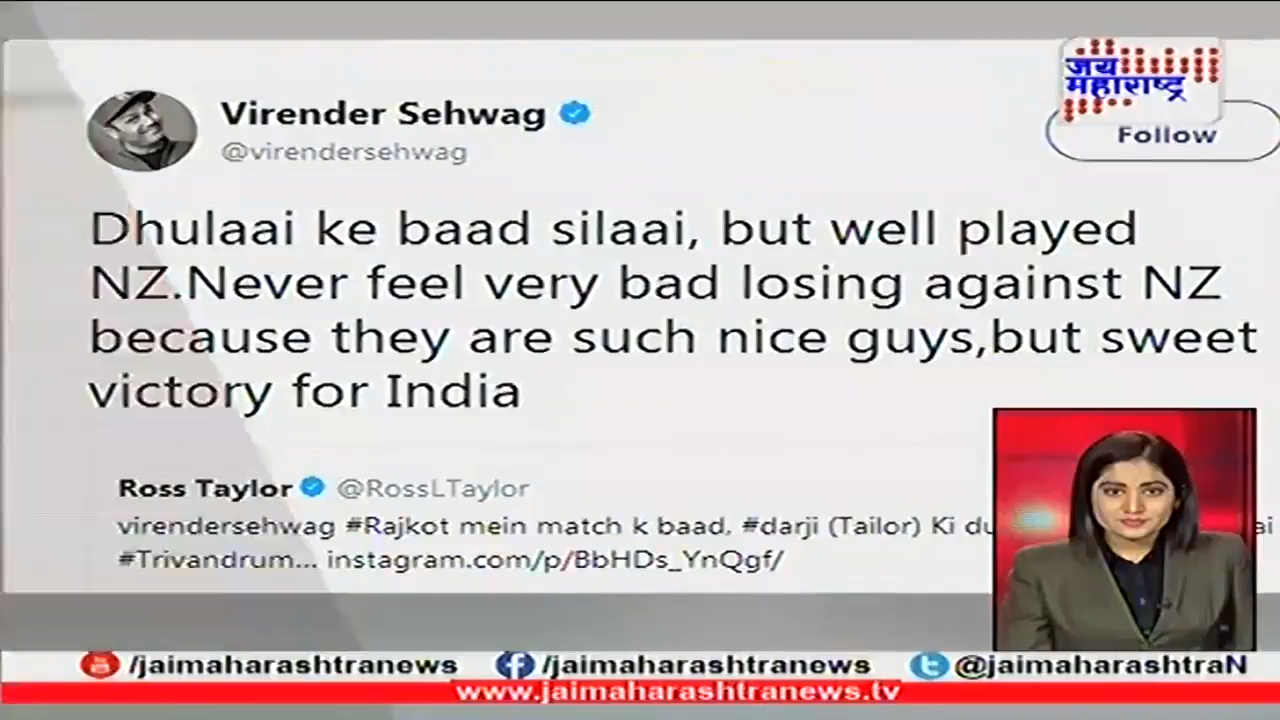 जय
महाराष्ट्र
Virender Sehwag
@virendersehwag
Follow
Dhulaai ke baad silaai, but well played
NZ.Never feel very bad losing against NZ
because they are such nice guys,but sweet
victory for India
Ross Taylor @RossLTaylor
virendersehwag #Rajkot mein match k baad, #darji (Tailor) Ki
#Trivandrum... instagram.com/p/BbHDs_YnQgf/
/jaimaharashtranews /jaimaharashtranews @jaimaharashtraN
www.jaimaharashtranews.tv